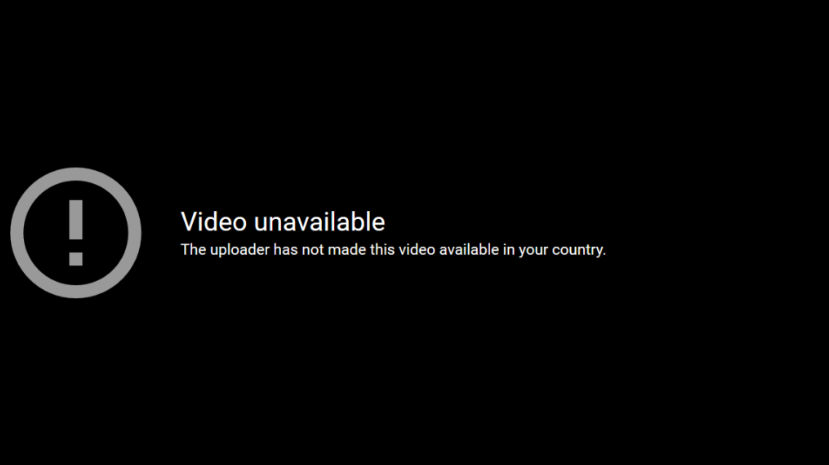 Video unavailable
The uploader has not made this video available in your country.